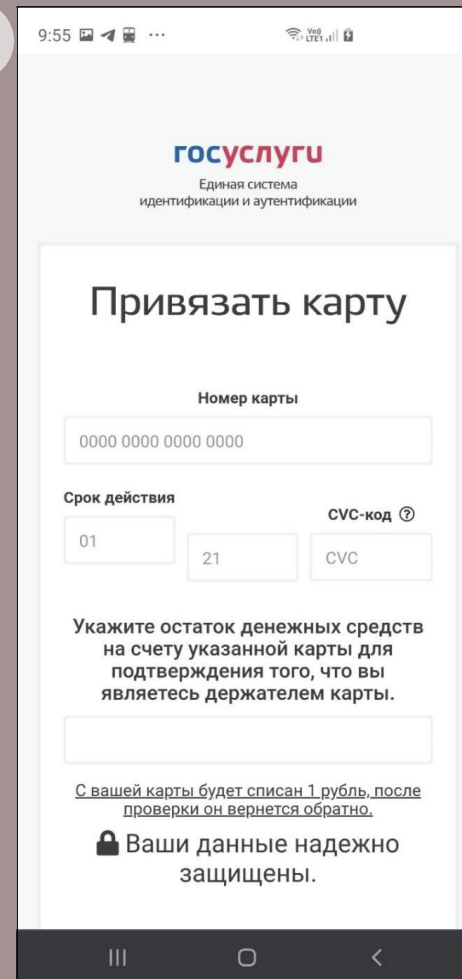 9:55
Vo)) LTE1
госуслуги
Единая система
идентификации и аутентификации
Привязать карту
Номер карты
0000 0000 0000 0000
Срок действия
CVC-код ?
01
21
CVC
Укажите остаток денежных средств
на счету указанной карты для
подтверждения того, что вы
являетесь держателем карты.
С вашей карты будет списан 1 рубль, после
проверки он вернется обратно.
Ваши данные надежно
защищены.